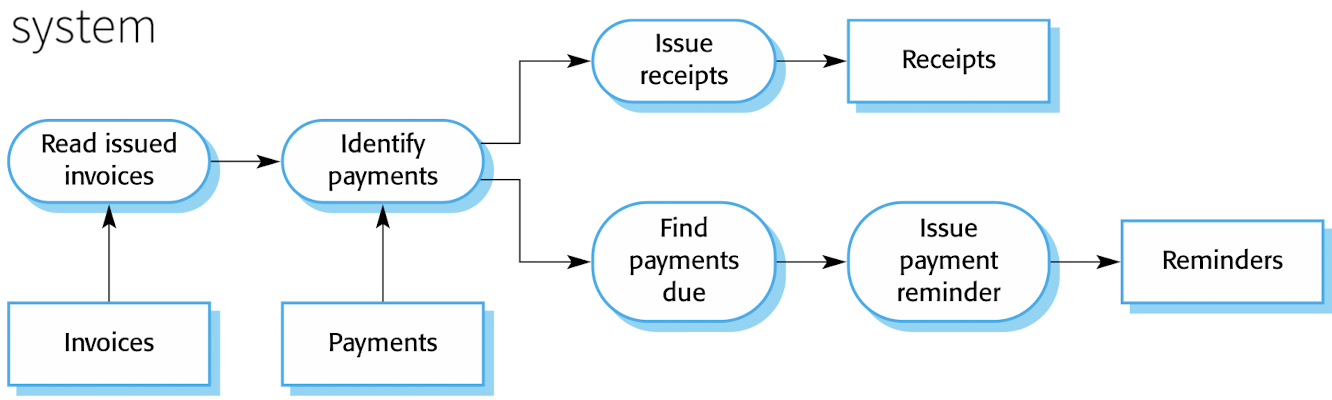 system
Issue
receipts
Receipts
Read issued
invoices
Identify
payments
Find
payments
due
Issue
payment
reminder
Reminders
Invoices
Payments